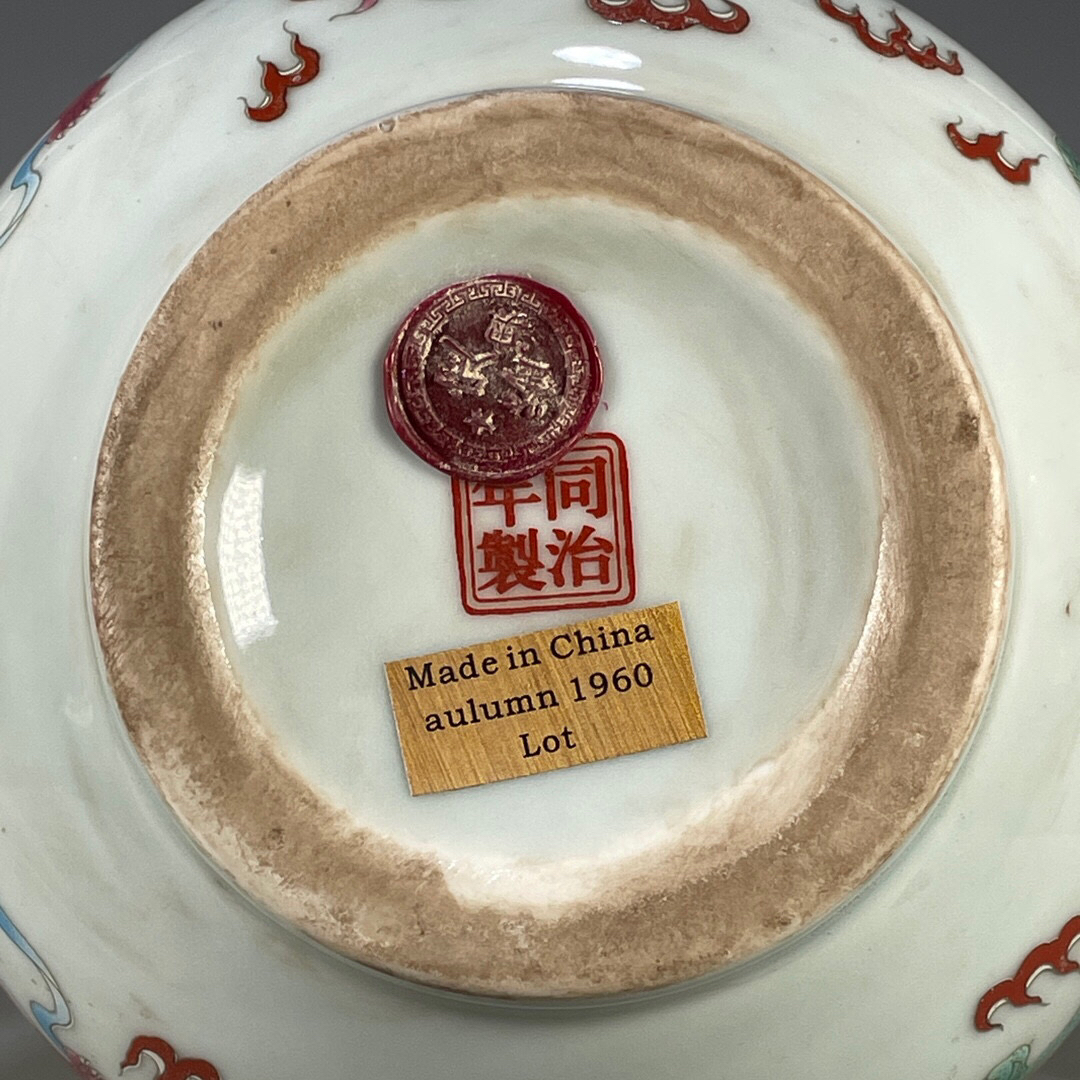 同治
年製
Made in China
aulumn 1960
Lot